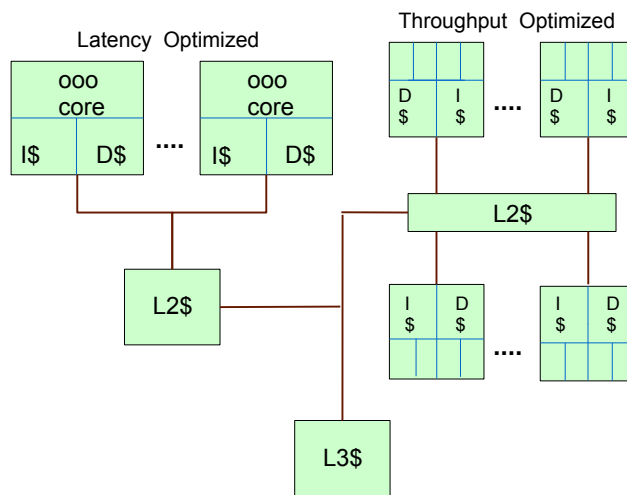 Latency Optimized
Throughput Optimized
ooo
core
I$ D$
....
ooo
core
I$ D$
D
$
I
$
....
D
$
I
$
L2$
L2$
I
$
D
$
....
I
$
D
$
L3$